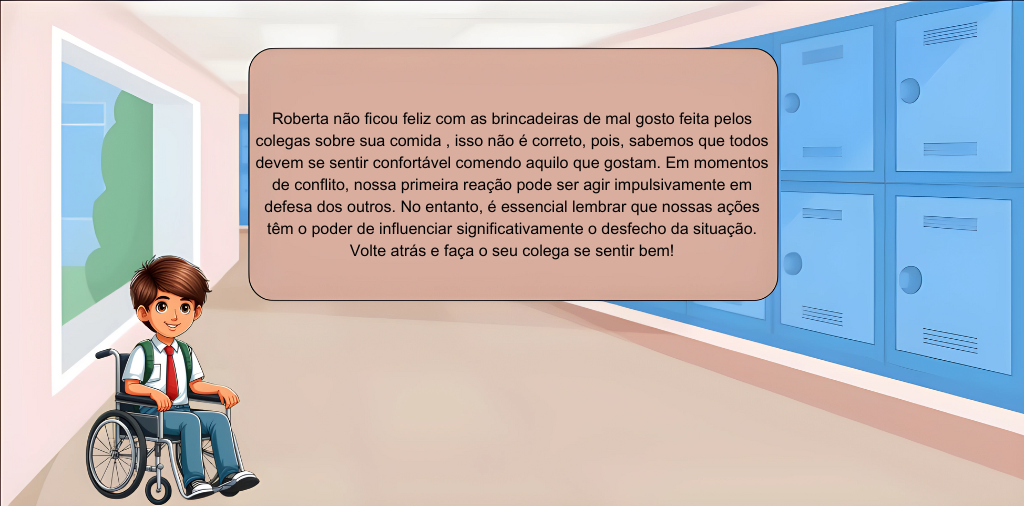 Roberta não ficou feliz com as brincadeiras de mal gosto feita pelos
colegas sobre sua comida , isso não é correto, pois, sabemos que todos
devem se sentir confortável comendo aquilo que gostam. Em momentos
de conflito, nossa primeira reação pode ser agir impulsivamente em
defesa dos outros. No entanto, é essencial lembrar que nossas ações
têm o poder de influenciar significativamente o desfecho da situação.
Volte atrás e faça o seu colega se sentir bem!